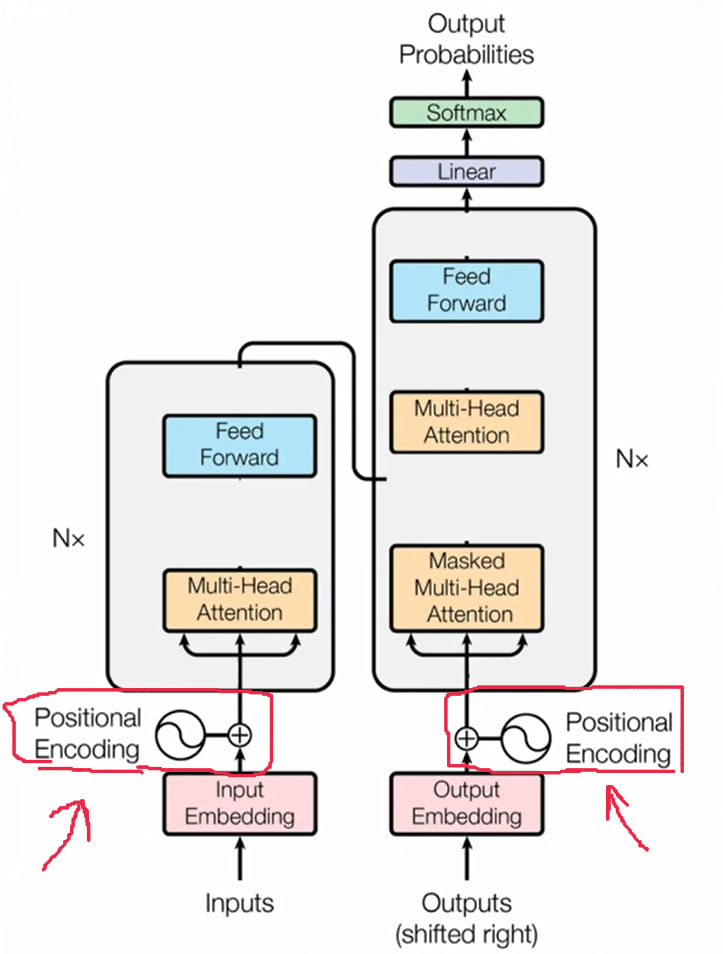 Output
Probabilities
Softmax
Linear
Feed
Forward
Multi-Head
Attention
Feed
Forward
Nx
Nx
Multi-Head
Attention
Masked
Multi-Head
Attention
Positional
Encoding
Positional
Encoding
Input
Embedding
Output
Embedding
Inputs
Outputs
(shifted right)